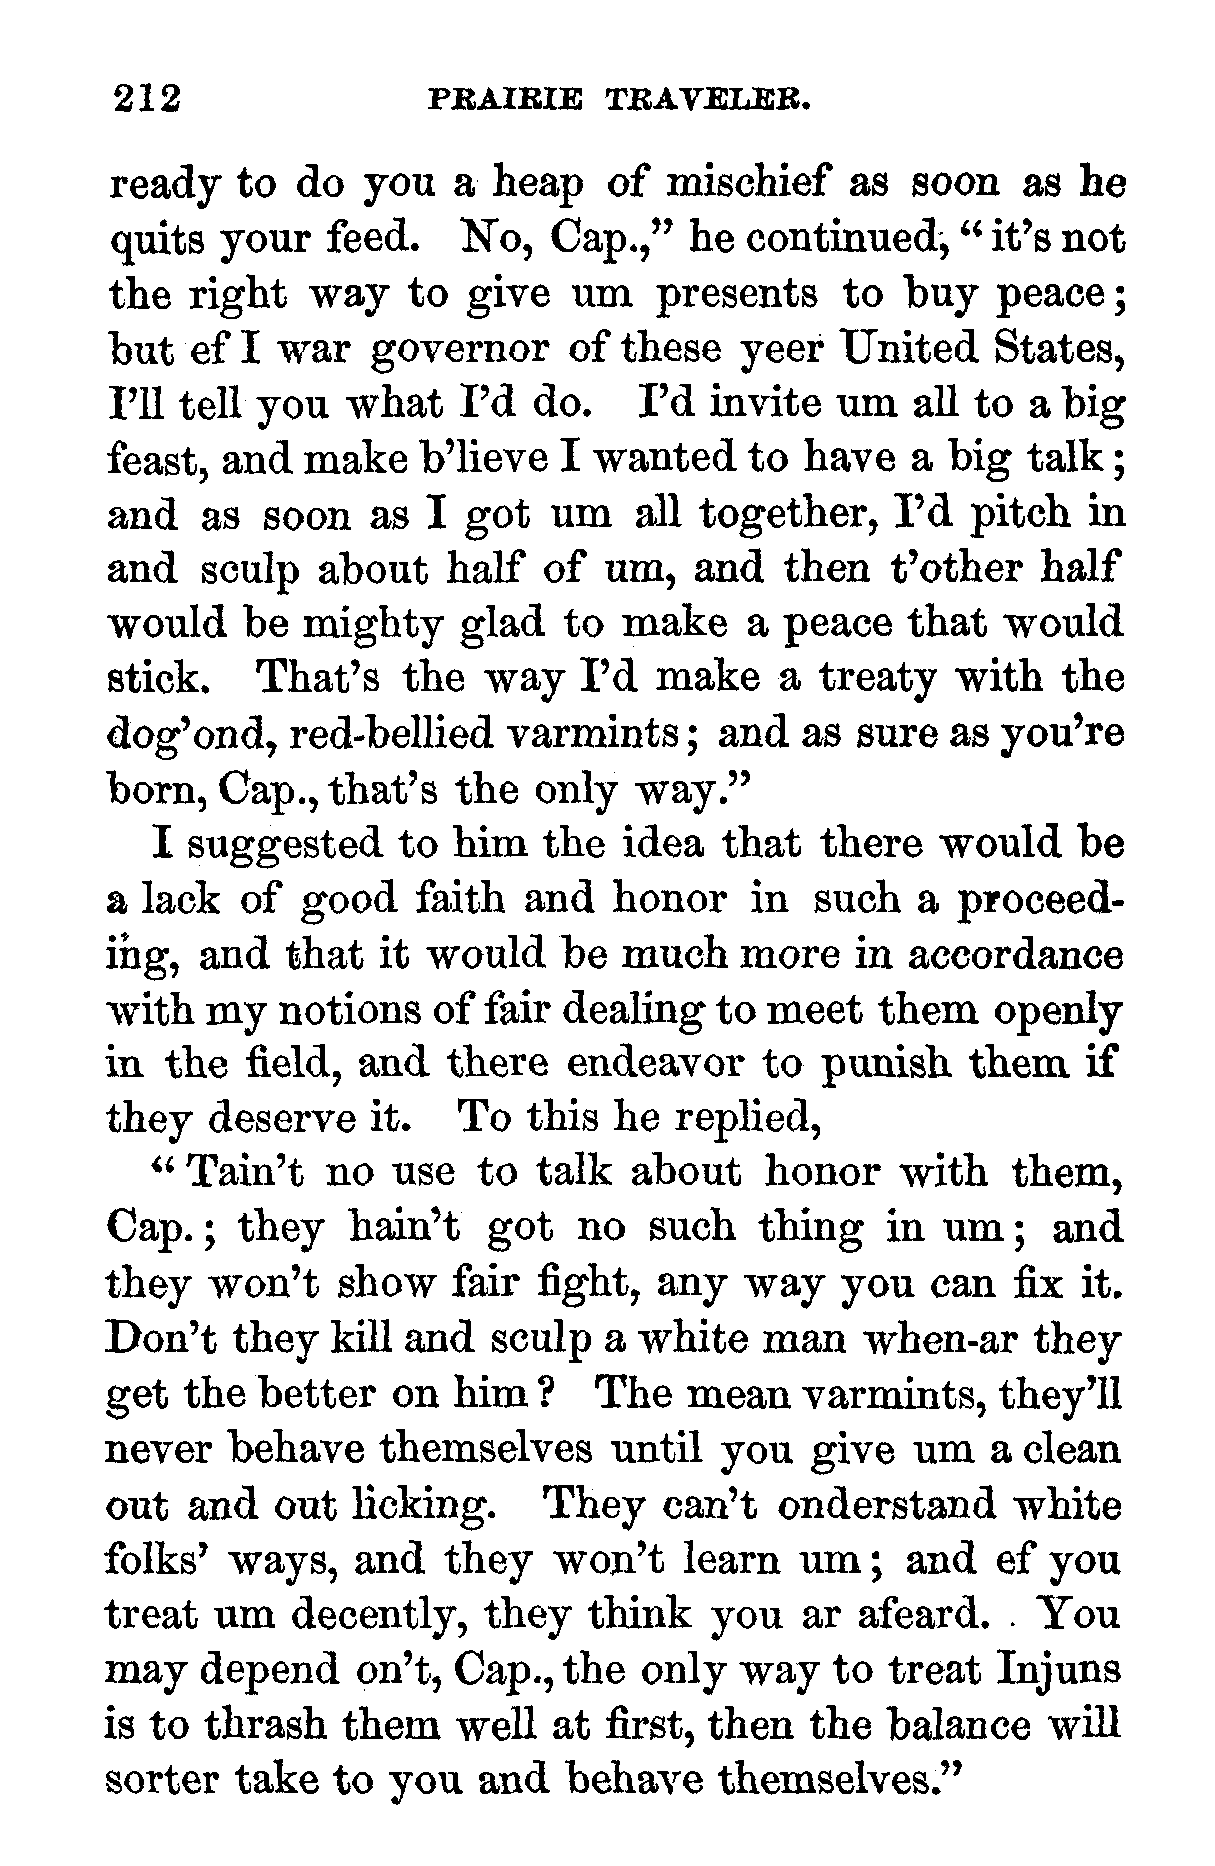 212 PRAIRIE TRAVELER.
ready to do you a heap of mischief as soon as he
quits your feed. No, Cap.,” he continued, “it’s not
the right way to give um presents to buy peace;
but ef I war governor of these yeer United States,
I’ll tell you what I’d do. I’d invite um all to a big
feast, and make b’lieve I wanted to have a big talk;
and as soon as I got um all together, I’d pitch in
and sculp about half of um, and then t’other half
would be mighty glad to make a peace that would
stick. That’s the way I’d make a treaty with the
dog’ond, red-bellied varmints; and as sure as you’re
born, Cap., that’s the only way.”
I suggested to him the idea that there would be
a lack of good faith and honor in such a proceed-
ing, and that it would be much more in accordance
with my notions of fair dealing to meet them openly
in the field, and there endeavor to punish them if
they deserve it. To this he replied,
“Tain’t no use to talk about honor with them,
Cap.; they hain’t got no such thing in um; and
they won’t show fair fight, any way you can fix it.
Don’t they kill and sculp a white man when-ar they
get the better on him? The mean varmints, they’ll
never behave themselves until you give um a clean
out and out licking. They can’t onderstand white
folks’ ways, and they won’t learn um; and ef you
treat um decently, they think you ar afeard. You
may depend on’t, Cap., the only way to treat Injuns
is to thrash them well at first, then the balance will
sorter take to you and behave themselves.”